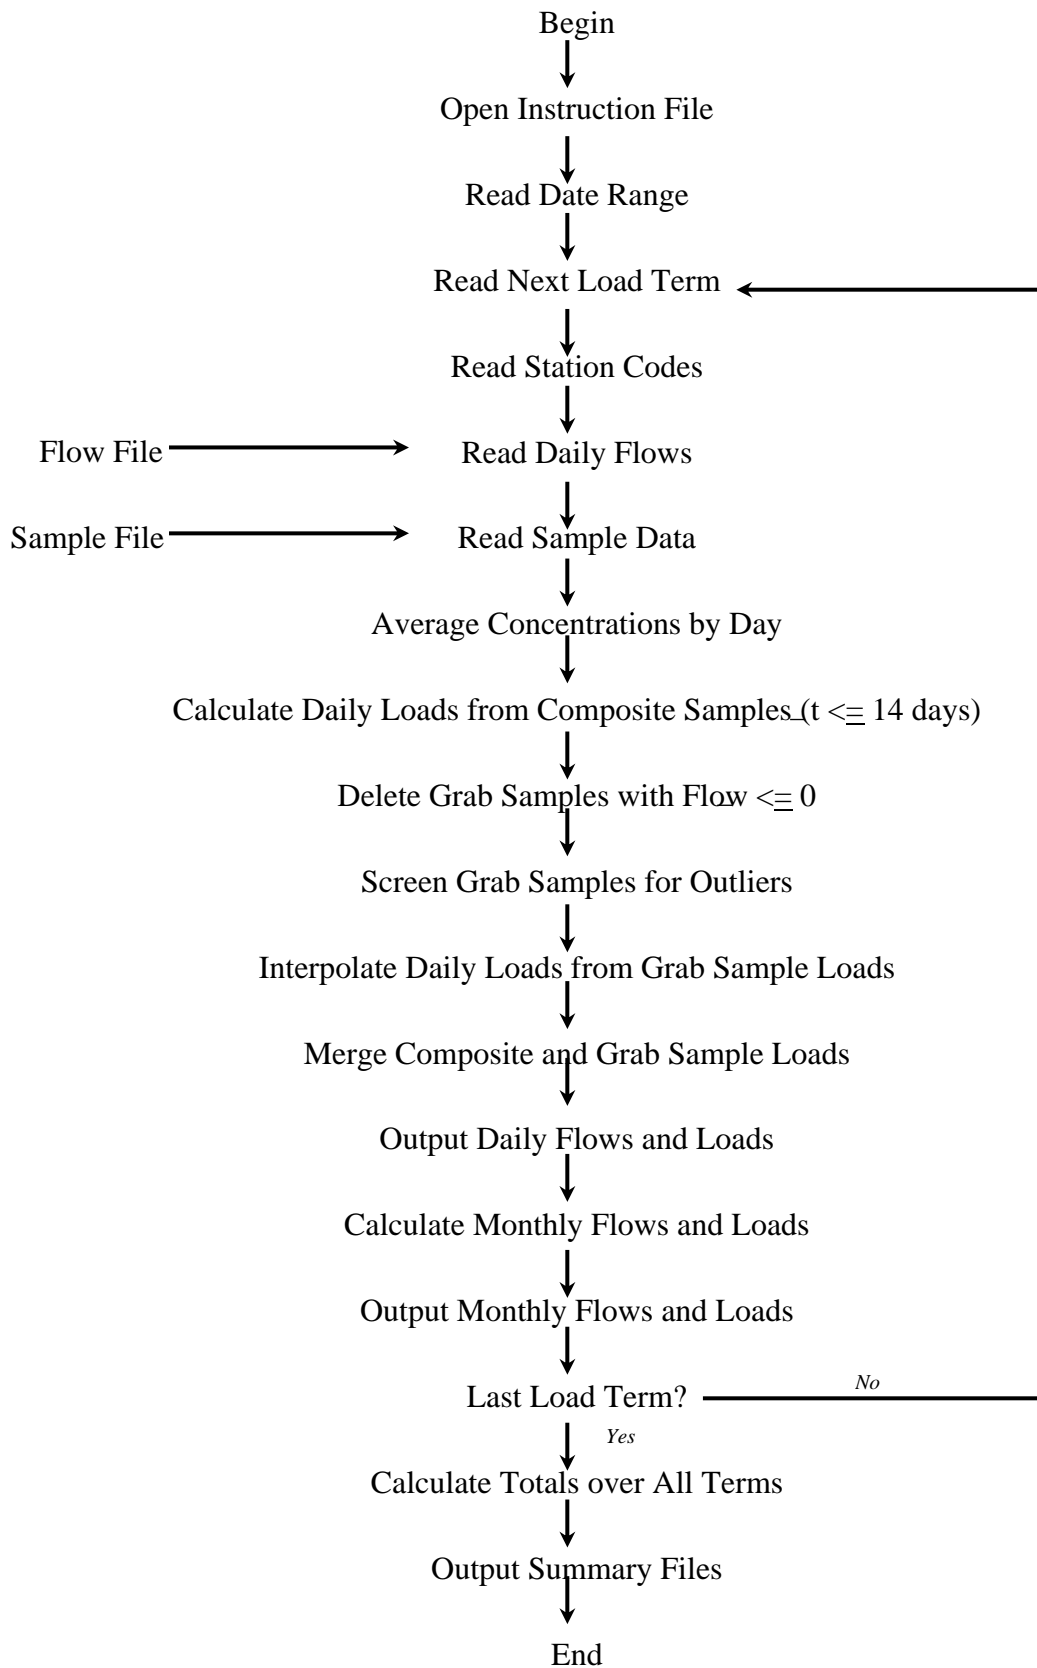 Begin
Open Instruction File
Read Date Range
Read Next Load Term
Read Station Codes
Flow File
Read Daily Flows
Sample File
Read Sample Data
Average Concentrations by Day
Calculate Daily Loads from Composite Samples (t <= 14 days)
Delete Grab Samples with Flow <= 0
Screen Grab Samples for Outliers
Interpolate Daily Loads from Grab Sample Loads
Merge Composite and Grab Sample Loads
Output Daily Flows and Loads
Calculate Monthly Flows and Loads
Output Monthly Flows and Loads
Last Load Term?
No
Yes
Calculate Totals over All Terms
Output Summary Files
End